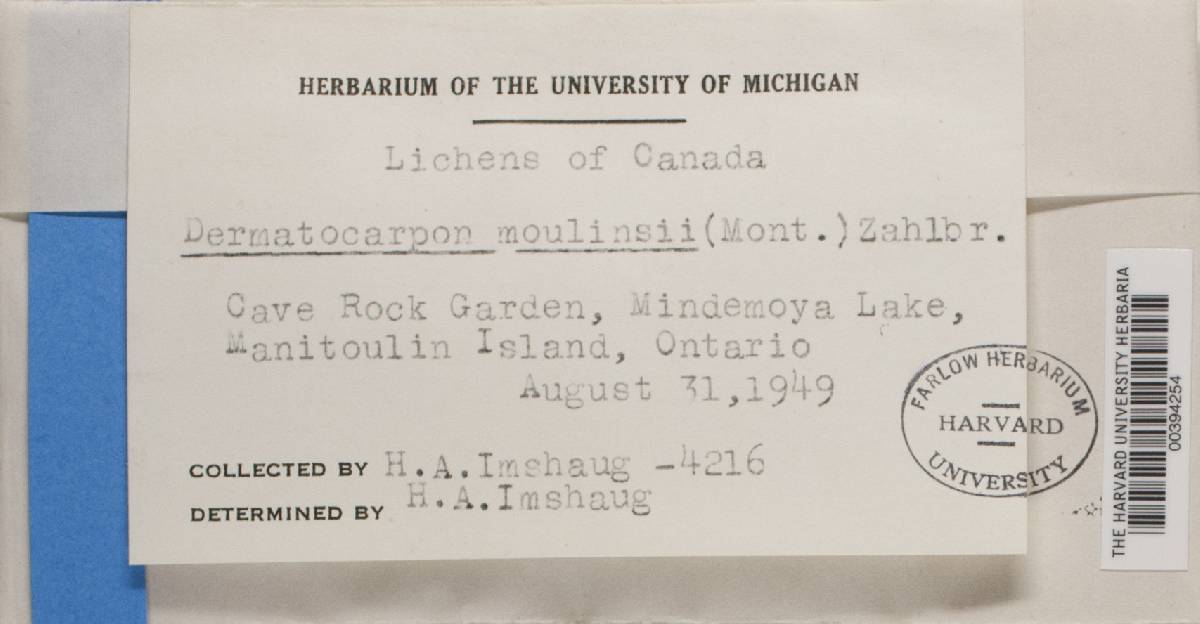 HERBARIUM OF THE UNIVERSITY OF MICHIGAN
Lichens of Canada
Dermatocarpon moulinsii(Mont.)Zahlbr.
Cave Rock Garden, Mindemoya Lake,
Manitoulin Island, Ontario
August 31,1949
COLLECTED BY H.A.Imshaug -4216
DETERMINED BY H.A.Imshaug
FARLOW HERBARIUM
HARVARD
UNIVERSITY
THE HARVARD UNIVERSITY HERBARIA
00394254